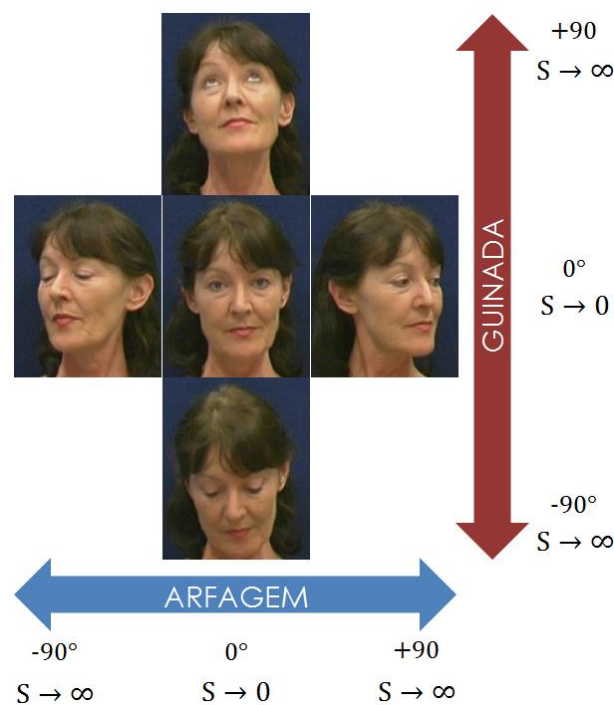 +90
S → ∞
GUINADA
0°
S → 0
-90°
S → ∞
ARFAGEM
-90° 0° +90
S → ∞ S → 0 S → ∞